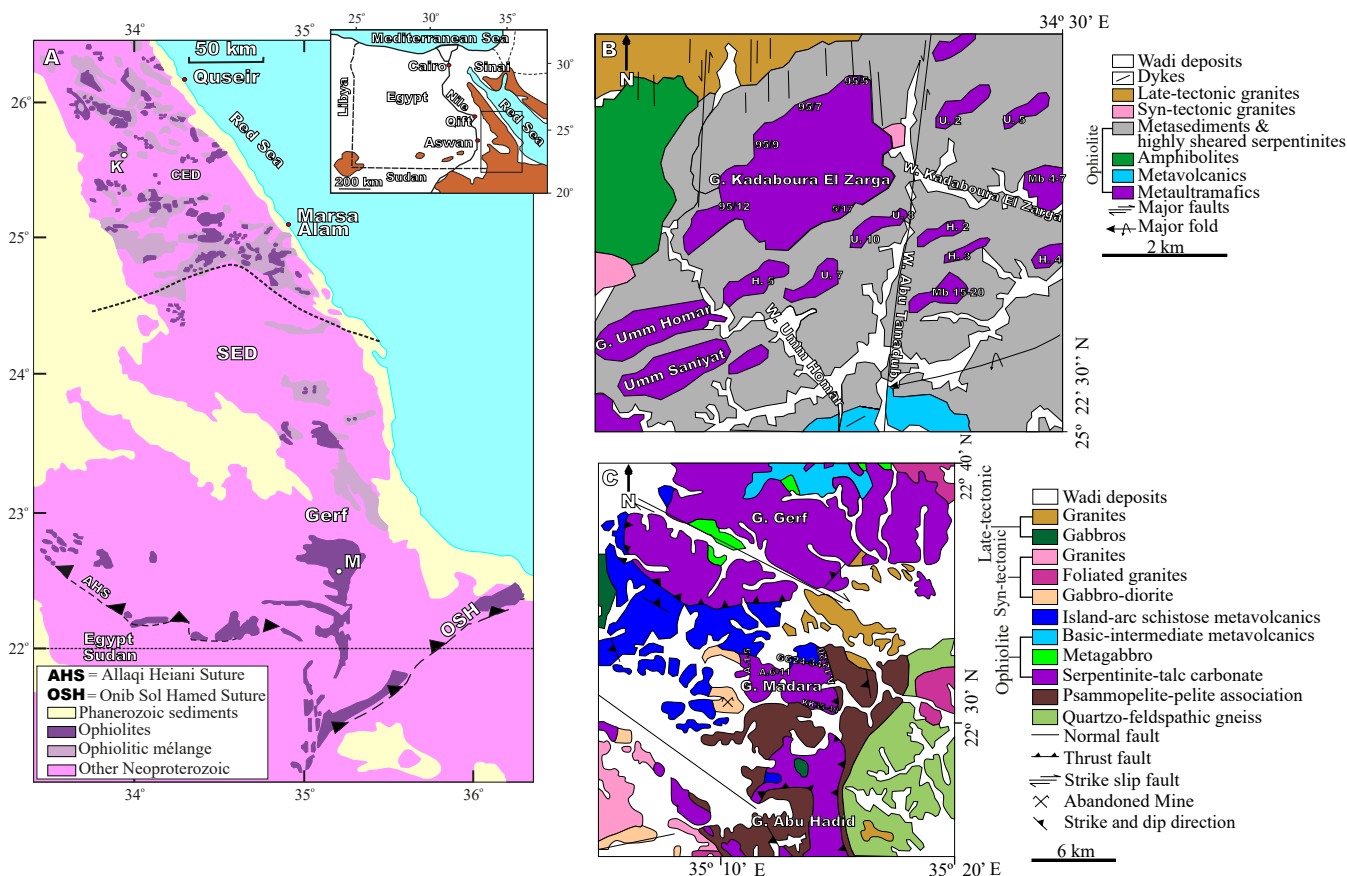 A
34°
50 km
Quseir
26°
Red Sea
K
CED
Marsa
Alam
25°
SED
24°
23°
Gerf
M
AHS
OSH
Egypt
22°
Sudan
AHS = Allaqi Heiani Suture
OSH = Onib Sol Hamed Suture
Phanerozoic sediments
Ophiolites
Ophiolitic mélange
Other Neoproterozoic
34°
35°
36°
25°
30°
35°
Mediterranean Sea
Cairo
Sinai
30°
Libya
Egypt
Nile
Red Sea
Qift
25°
Aswan
Sudan
200 km
20°
34° 30' E
B
N
95/5
95/7
95/9
G. Kadaboura El Zarga
95/12
U. 2
U. 5
W. Kadaboura El Zarga
Mb 4-7
U. 8
U. 10
H. 2
H. 3
H. 4
H. 5
U. 7
Mb 15-20
W. Abu Tanadub
G. Umm Homar
W. Umm Homar
Umm Saniyat
25° 22' 30'' N
Wadi deposits
Dykes
Late-tectonic granites
Syn-tectonic granites
Metasediments &
highly sheared serpentinites
Amphibolites
Metavolcanics
Metaultramafics
Ophiolite
Major faults
Major fold
2 km
C
N
22° 40' N
G. Gerf
A.6-11
G. Madara
22° 30' N
G. Abu Hadid
35° 10' E
35° 20' E
Wadi deposits
Granites
Gabbros
Late-tectonic
Granites
Foliated granites
Gabbro-diorite
Syn-tectonic
Island-arc schistose metavolcanics
Basic-intermediate metavolcanics
Metagabbro
Serpentinite-talc carbonate
Ophiolite
Psammopelite-pelite association
Quartzo-feldspathic gneiss
Normal fault
Thrust fault
Strike slip fault
Abandoned Mine
Strike and dip direction
6 km